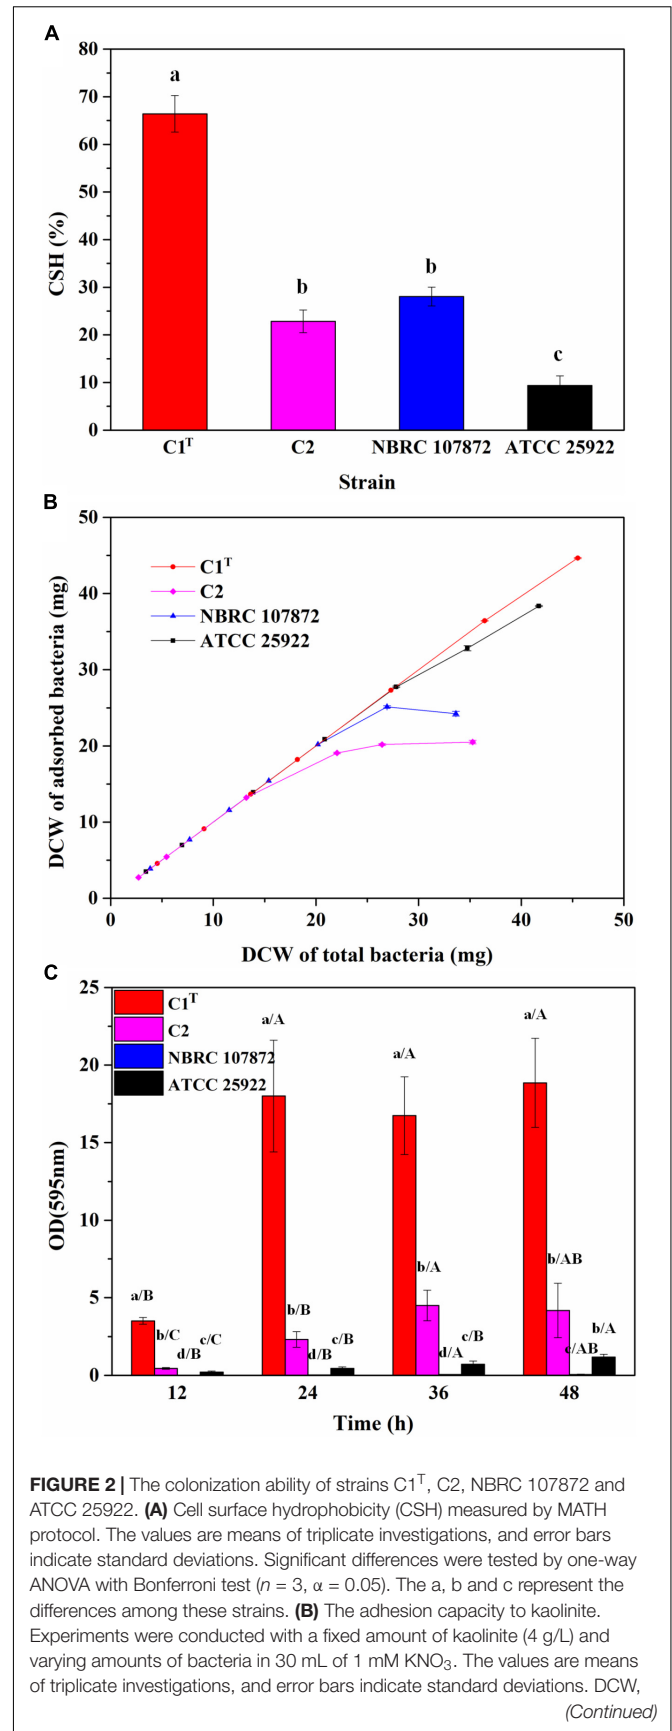 A
80
70
60
50
40
30
20
10
0
CSH (%)
a
b
b
c
C1T C2 NBRC 107872 ATCC 25922
Strain
B
50
40
30
20
10
0
DCW of adsorbed bacteria (mg)
C1T
C2
NBRC 107872
ATCC 25922
0 10 20 30 40 50
DCW of total bacteria (mg)
C
25
20
15
10
5
0
OD(595nm)
C1T
C2
NBRC 107872
ATCC 25922
a/B b/C d/B c/C
a/A b/B d/B c/B
a/A b/A d/A c/B
a/A b/AB c/AB b/A
12 24 36 48
Time (h)
FIGURE 2 | The colonization ability of strains C1T, C2, NBRC 107872 and
ATCC 25922. (A) Cell surface hydrophobicity (CSH) measured by MATH
protocol. The values are means of triplicate investigations, and error bars
indicate standard deviations. Significant differences were tested by one-way
ANOVA with Bonferroni test (n = 3, α = 0.05). The a, b and c represent the
differences among these strains. (B) The adhesion capacity to kaolinite.
Experiments were conducted with a fixed amount of kaolinite (4 g/L) and
varying amounts of bacteria in 30 mL of 1 mM KNO3. The values are means
of triplicate investigations, and error bars indicate standard deviations. DCW,
(Continued)